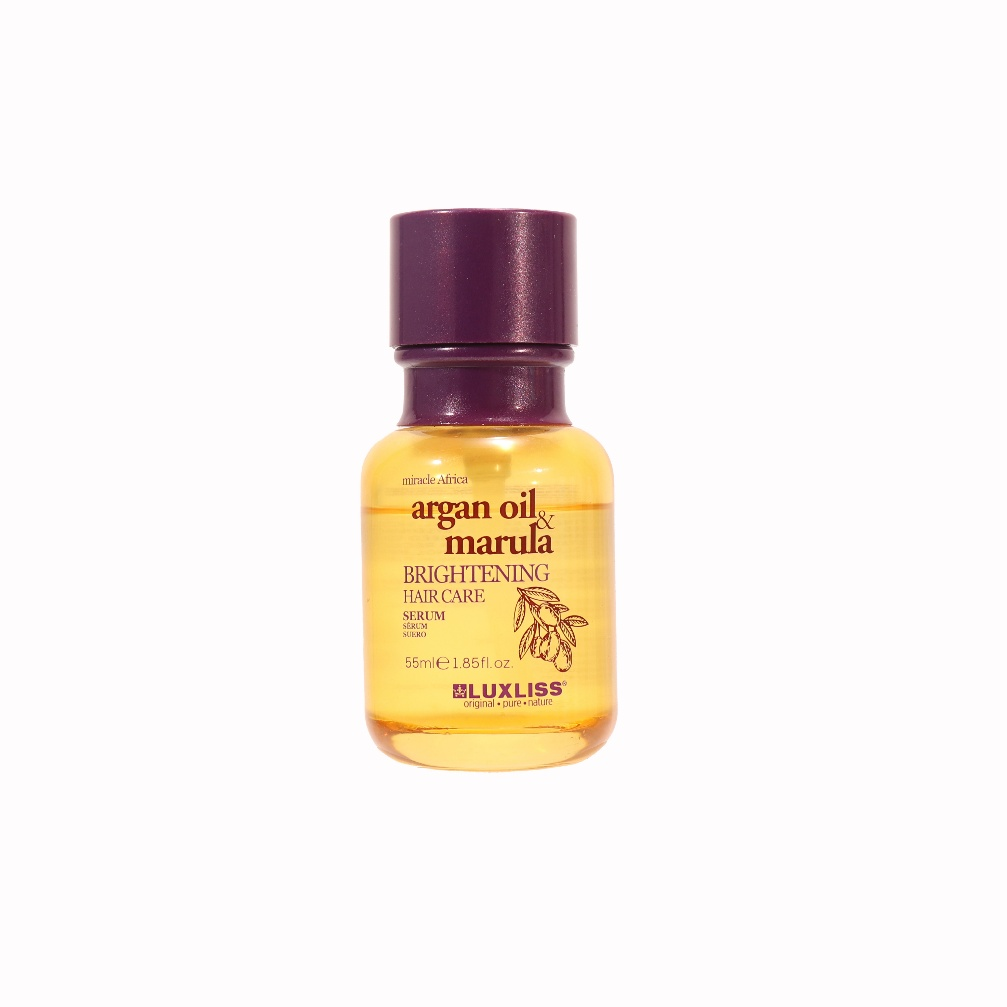 miracle Africa
argan oil
& marula
BRIGHTENING
HAIR CARE
SERUM
SÉRUM
SUERO
55ml℮1.85fl.oz.
LUXLISS®
original • pure • nature